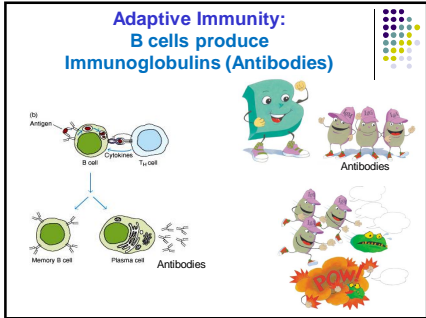 Adaptive Immunity:
B cells produce
Immunoglobulins (Antibodies)
(b)
Antigen
Cytokines
B cell
TH cell
Antibodies
Memory B cell
Plasma cell
Antibodies
POW!